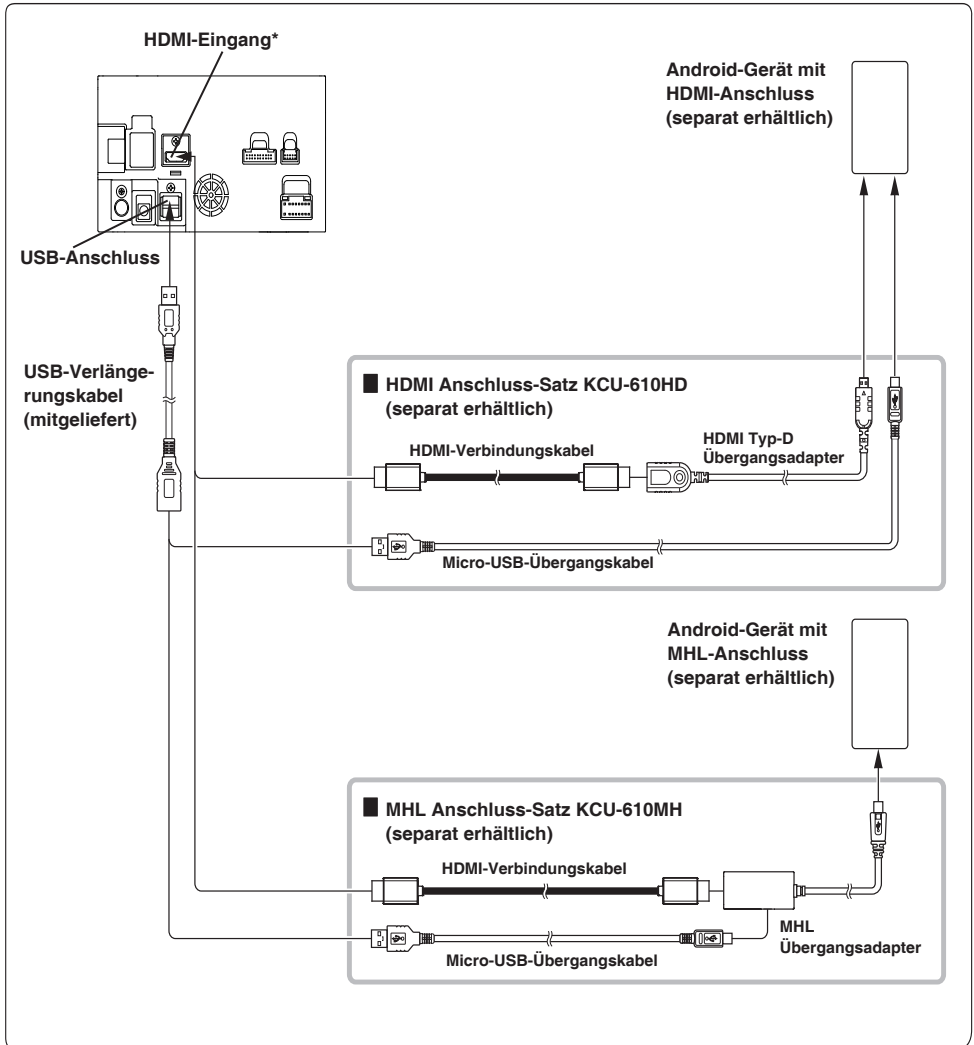 HDMI-Eingang*
Android-Gerät mit
HDMI-Anschluss
(separat erhältlich)
USB-Anschluss
USB-Verlänge-
rungskabel
(mitgeliefert)
HDMI Anschluss-Satz KCU-610HD
(separat erhältlich)
HDMI-Verbindungskabel
HDMI Typ-D
Übergangsadapter
Micro-USB-Übergangskabel
Android-Gerät mit
MHL-Anschluss
(separat erhältlich)
MHL Anschluss-Satz KCU-610MH
(separat erhältlich)
HDMI-Verbindungskabel
MHL
Übergangsadapter
Micro-USB-Übergangskabel